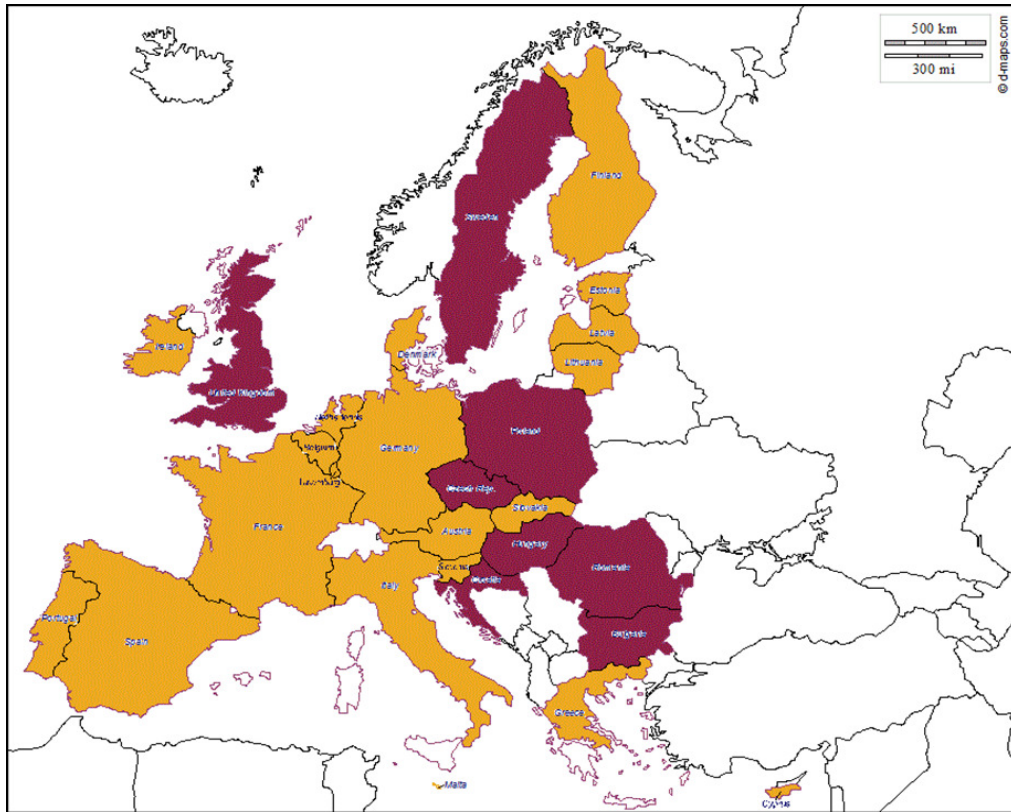 500 km
300 mi
© d-maps.com
Finland
Sweden
Estonia
Latvia
Lithuania
Ireland
Denmark
United Kingdom
Netherlands
Poland
Belgium
Germany
Luxemburg
Czech Rep.
Slovakia
France
Austria
Hungary
Slovenia
Romania
Croatia
Italy
Portugal
Spain
Bulgaria
Greece
Malta
Cyprus